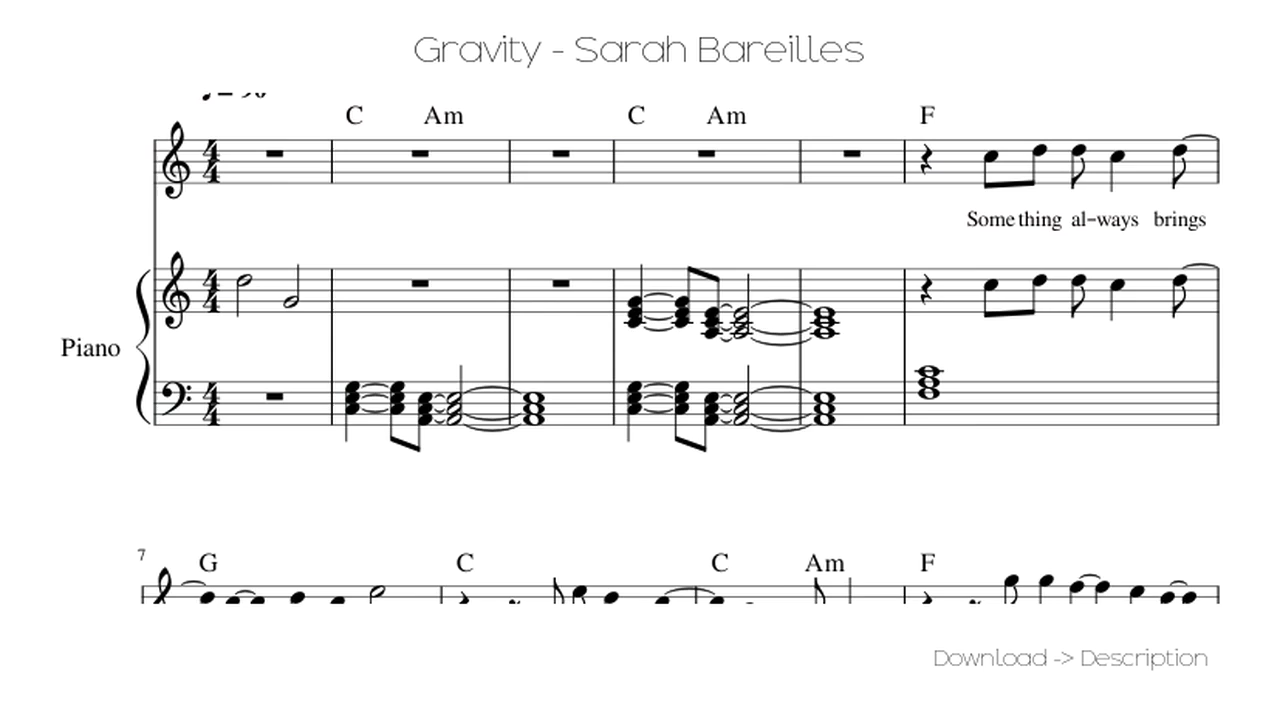 Gravity - Sarah Bareilles
C Am C Am F
Some thing al-ways brings
Piano
7
G C C Am F
Download -> Description